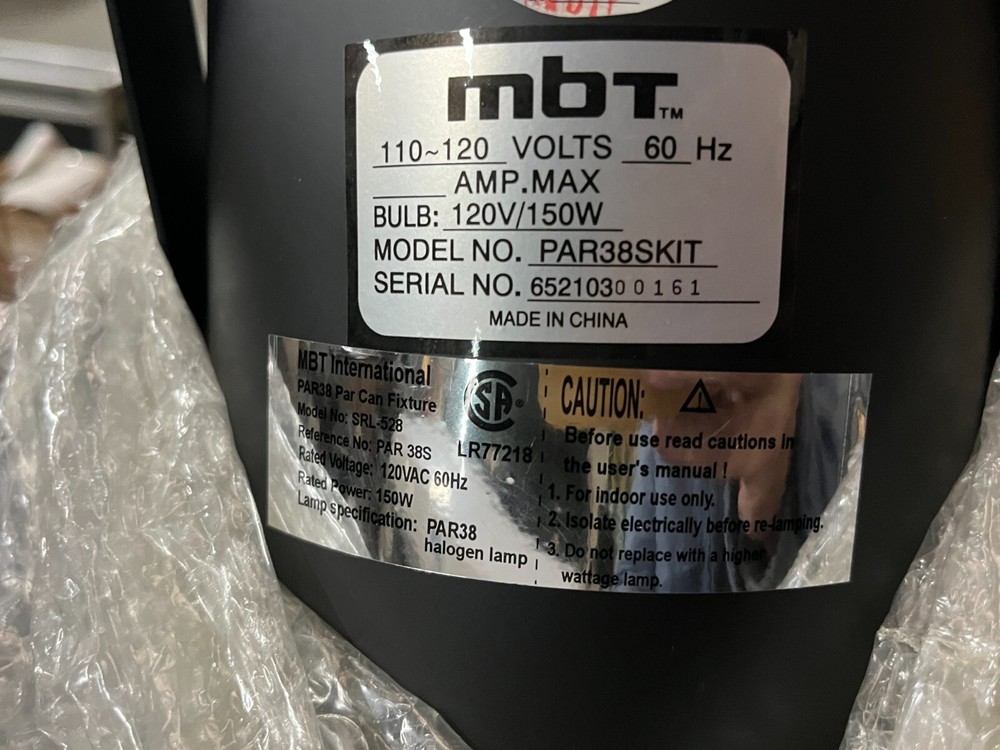 mbT™
110~120 VOLTS 60 Hz
AMP.MAX
BULB: 120V/150W
MODEL NO. PAR38SKIT
SERIAL NO. 65210300 0 1 6 1
MADE IN CHINA
MBT International
PAR38 Par Can Fixture
Model No: SRL-528
Reference No: PAR 38S
Rated Voltage: 120VAC 60Hz
Rated Power: 150W
Lamp specification: PAR38
halogen lamp
SA®
LR77218
CAUTION: ⚠
Before use read cautions in
the user's manual !
1. For indoor use only.
2. Isolate electrically before re-lamping.
3. Do not replace with a higher
wattage lamp.